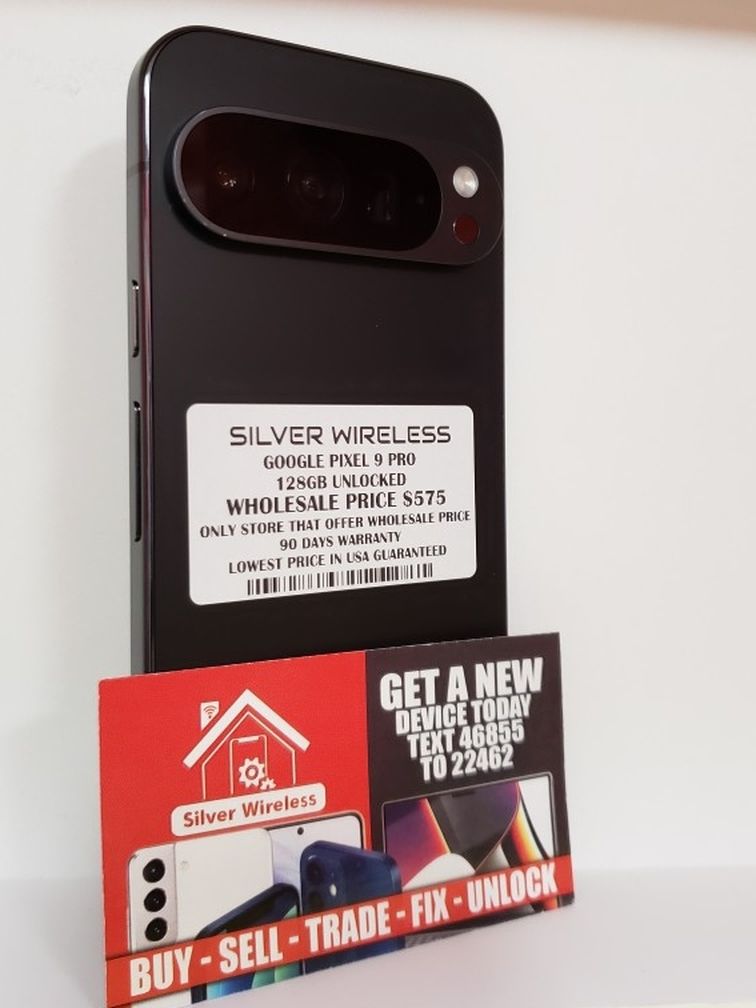 SILVER WIRELESS
GOOGLE PIXEL 9 PRO
128GB UNLOCKED
WHOLESALE PRICE $575
ONLY STORE THAT OFFER WHOLESALE PRICE
90 DAYS WARRANTY
LOWEST PRICE IN USA GUARANTEED
Silver Wireless
GET A NEW
DEVICE TODAY
TEXT 46855
TO 22462
BUY - SELL - TRADE - FIX - UNLOCK